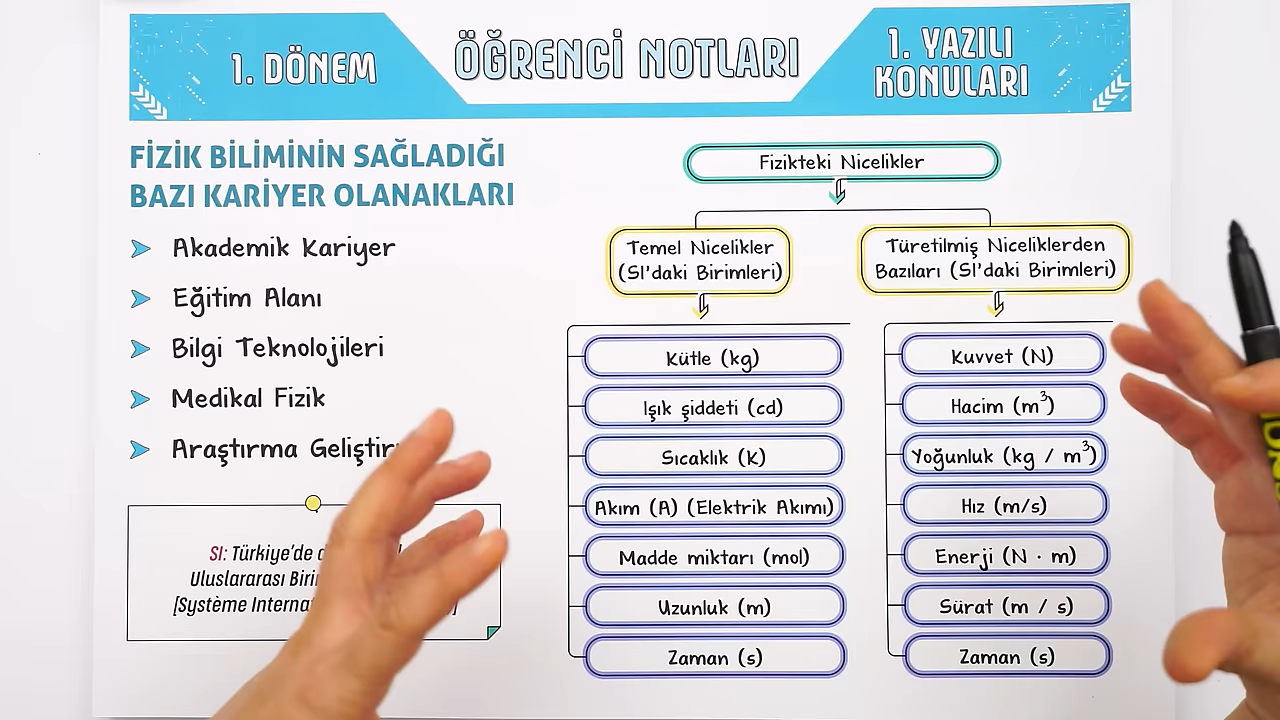 1. DÖNEM
ÖĞRENCİ NOTLARI
1. YAZILI
KONULARI
FİZİK BİLİMİNİN SAĞLADIĞI
BAZI KARİYER OLANAKLARI
Akademik Kariyer
Eğitim Alanı
Bilgi Teknolojileri
Medikal Fizik
Araştırma
SI: Türkiye'de
Uluslararası
[Système
Fizikteki Nicelikler
Temel Nicelikler
(SI'daki Birimleri)
Kütle (kg)
Işık şiddeti (cd)
Sıcaklık (K)
Akım (A) (Elektrik Akımı)
Madde miktarı (mol)
Uzunluk (m)
Zaman (s)
Türetilmiş Niceliklerden
Bazıları (SI'daki Birimleri)
Kuvvet (N)
Hacim (m³)
Yoğunluk (kg / m³)
Hız (m/s)
Enerji (N · m)
Sürat (m / s)
Zaman (s)